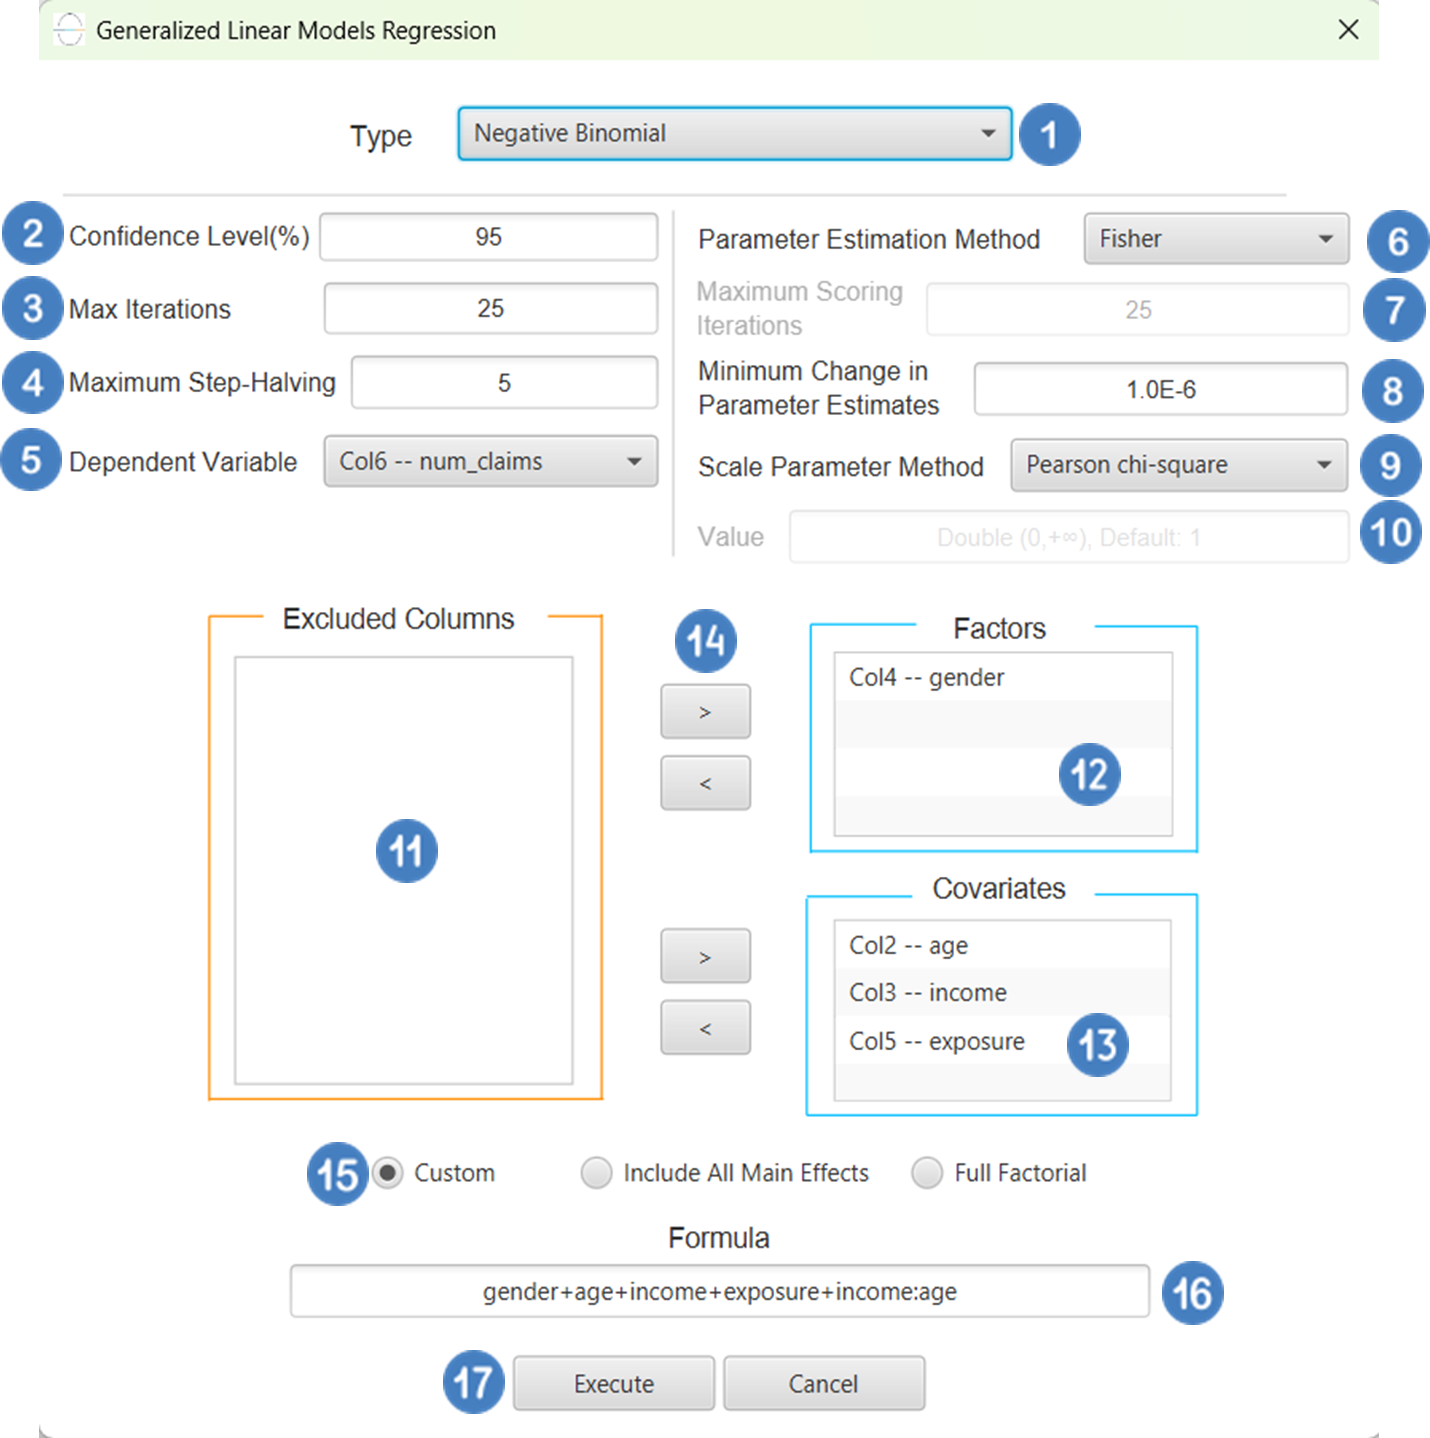 Generalized Linear Models Regression
Type
Negative Binomial
1
2
Confidence Level(%)
95
3
Max Iterations
25
4
Maximum Step-Halving
5
5
Dependent Variable
Col6 -- num_claims
Parameter Estimation Method
Fisher
6
Maximum Scoring
Iterations
25
7
Minimum Change in
Parameter Estimates
1.0E-6
8
Scale Parameter Method
Pearson chi-square
9
Value
Double (0,+∞), Default: 1
10
Excluded Columns
11
14
>
<
>
<
Factors
Col4 -- gender
12
Covariates
Col2 -- age
Col3 -- income
Col5 -- exposure
13
15
Custom
Include All Main Effects
Full Factorial
Formula
gender+age+income+exposure+income:age
16
17
Execute
Cancel